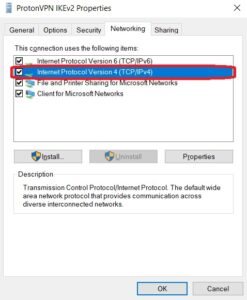 ProtonVPN IKEv2 Properties
General Options Security Networking Sharing
This connection uses the following items:
Internet Protocol Version 6 (TCP/IPv6)
Internet Protocol Version 4 (TCP/IPv4)
File and Printer Sharing for Microsoft Networks
Client for Microsoft Networks
Install... Uninstall Properties
Description
Transmission Control Protocol/Internet Protocol. The default wide
area network protocol that provides communication across
diverse interconnected networks.
OK Cancel